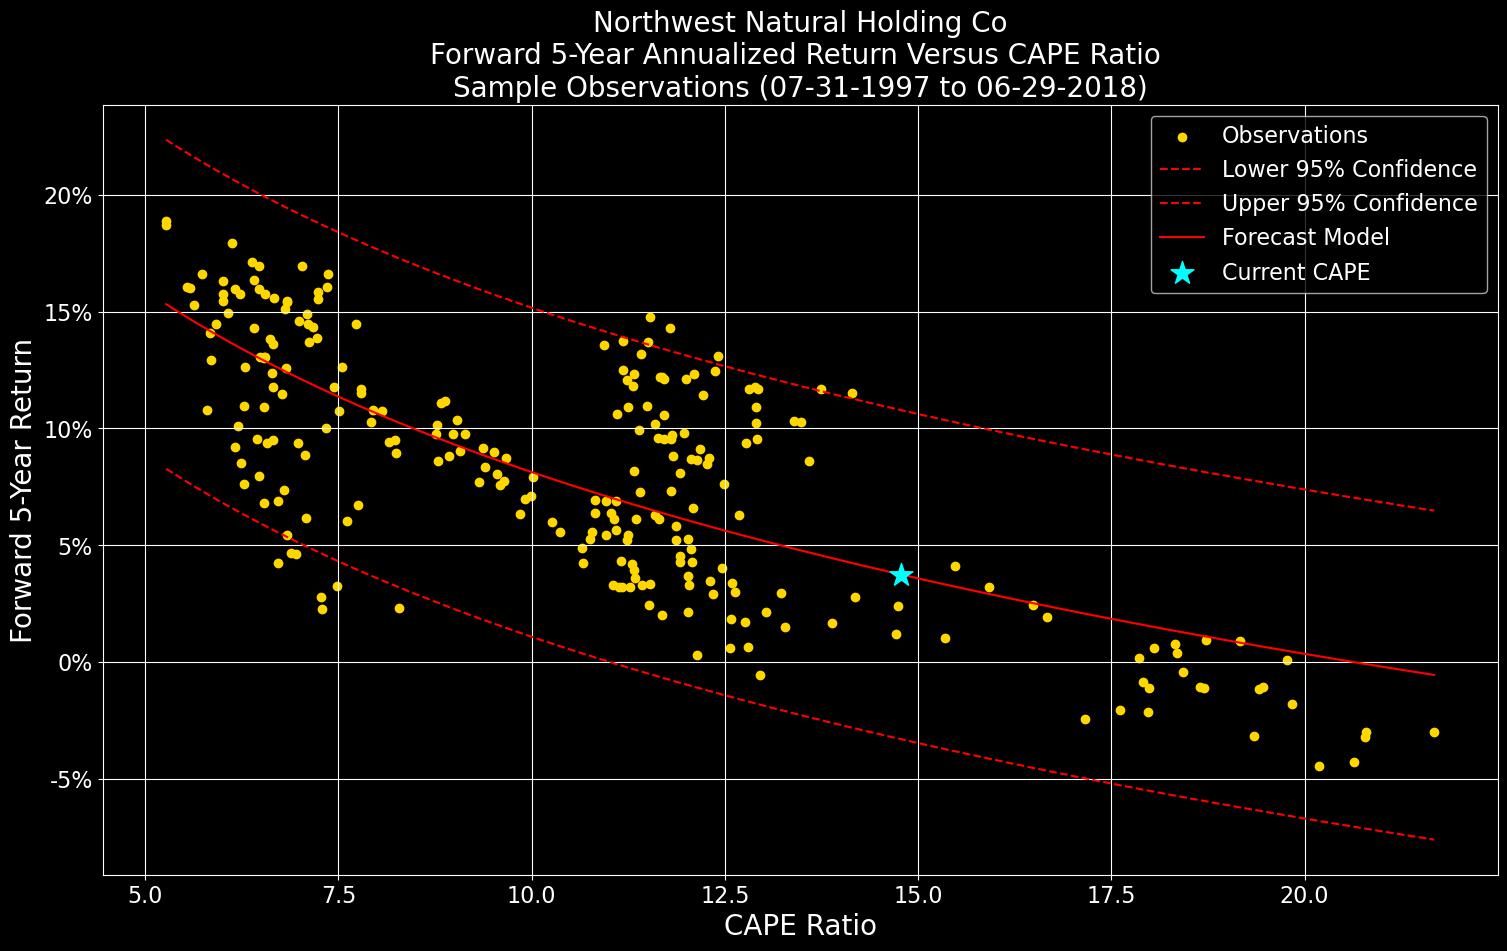 Northwest Natural Holding Co
Forward 5-Year Annualized Return Versus CAPE Ratio
Sample Observations (07-31-1997 to 06-29-2018)
Observations
Lower 95% Confidence
Upper 95% Confidence
Forecast Model
Current CAPE
Forward 5-Year Return
20%
15%
10%
5%
0%
-5%
5.0 7.5 10.0 12.5 15.0 17.5 20.0
CAPE Ratio